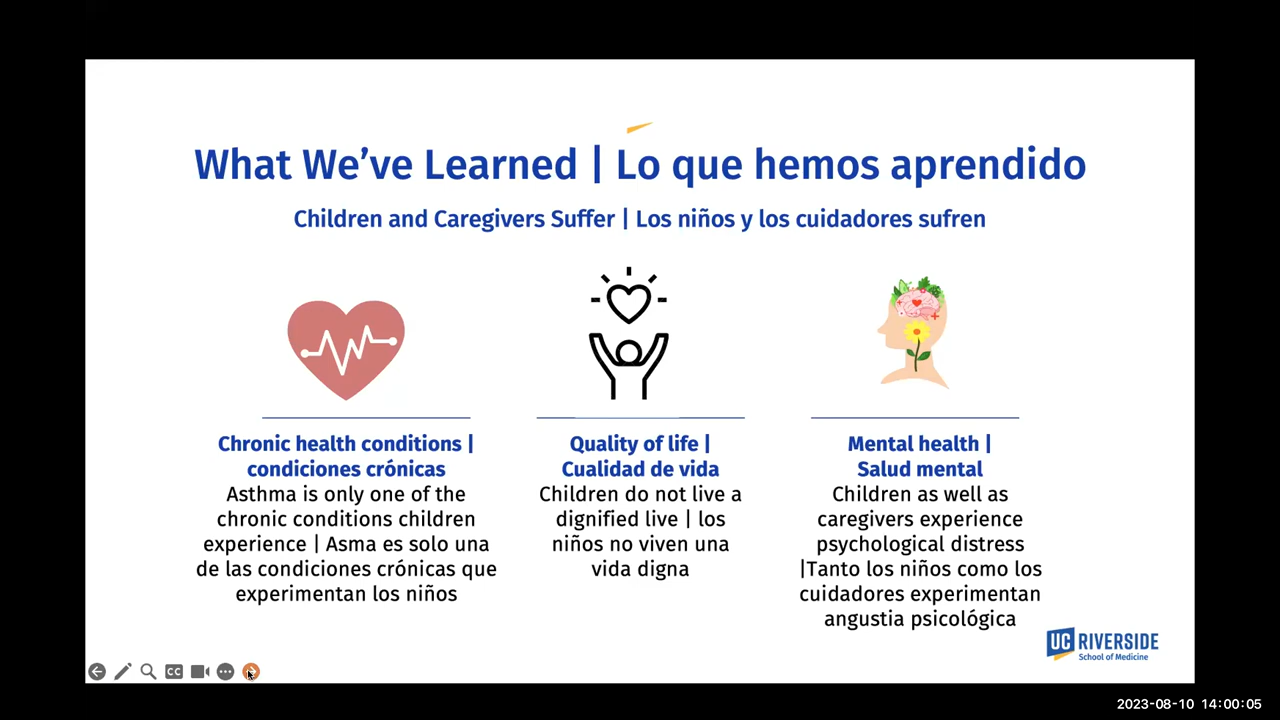 What We’ve Learned | Lo que hemos aprendido
Children and Caregivers Suffer | Los niños y los cuidadores sufren
Chronic health conditions |
condiciones crónicas
Asthma is only one of the
chronic conditions children
experience | Asma es solo una
de las condiciones crónicas que
experimentan los niños
Quality of life |
Cualidad de vida
Children do not live a
dignified live | los
niños no viven una
vida digna
Mental health |
Salud mental
Children as well as
caregivers experience
psychological distress
|Tanto los niños como los
cuidadores experimentan
angustia psicológica
UC RIVERSIDE
School of Medicine
CC
2023-08-10 14:00:05